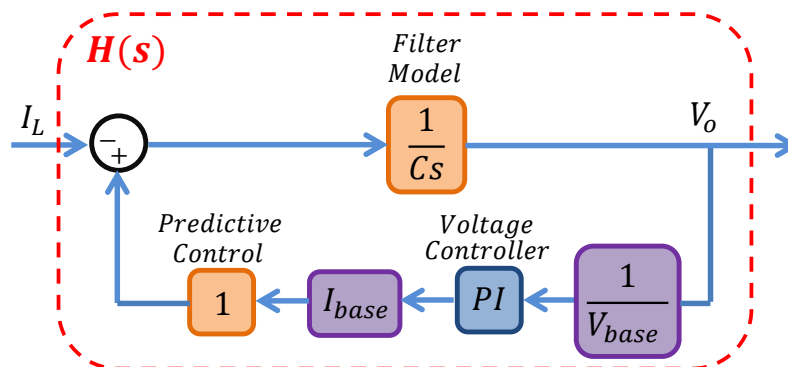 H(s)
Filter
Model
I_L
−
+
1
Cs
V_o
Predictive
Control
1
I_base
Voltage
Controller
PI
1
V_base